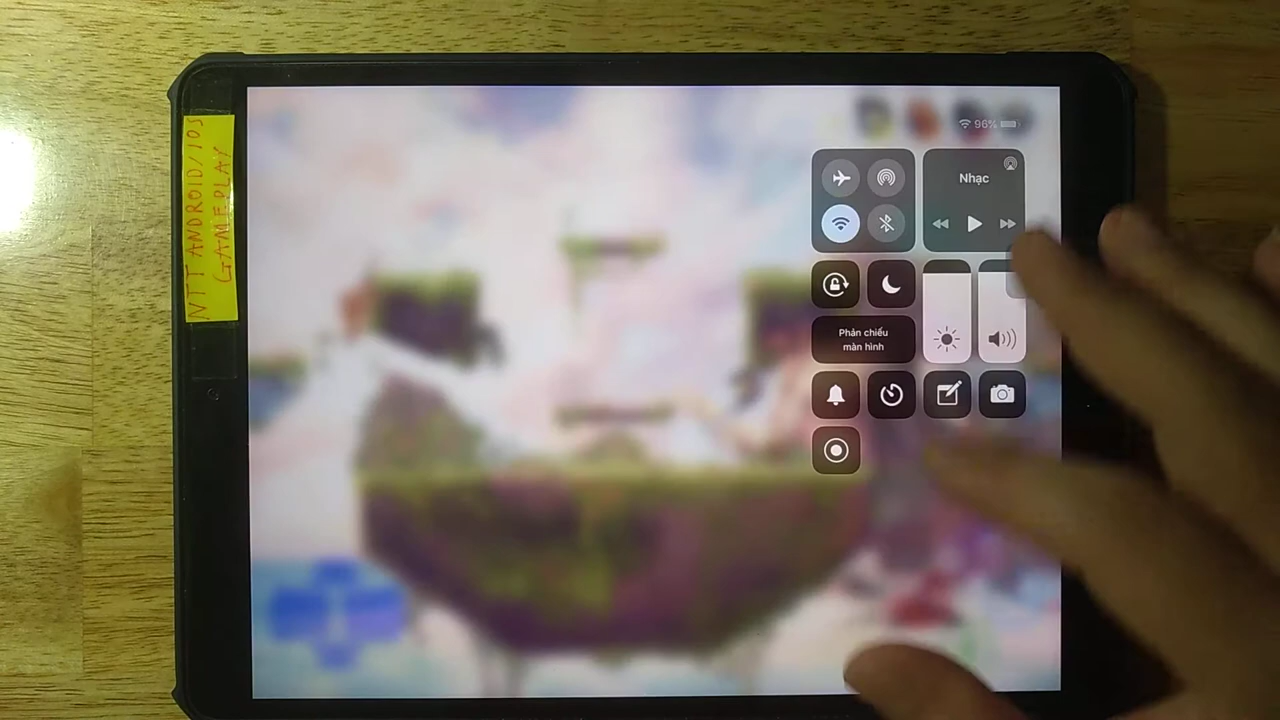 NTT ANDROID/IOS
GAMEPLAY
96%
Nhạc
Phản chiếu
màn hình